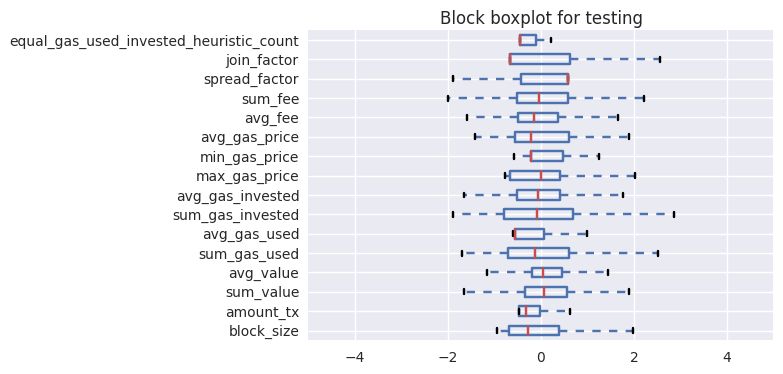 Block boxplot for testing
equal_gas_used_invested_heuristic_count
join_factor
spread_factor
sum_fee
avg_fee
avg_gas_price
min_gas_price
max_gas_price
avg_gas_invested
sum_gas_invested
avg_gas_used
sum_gas_used
avg_value
sum_value
amount_tx
block_size
−4 −2 0 2 4